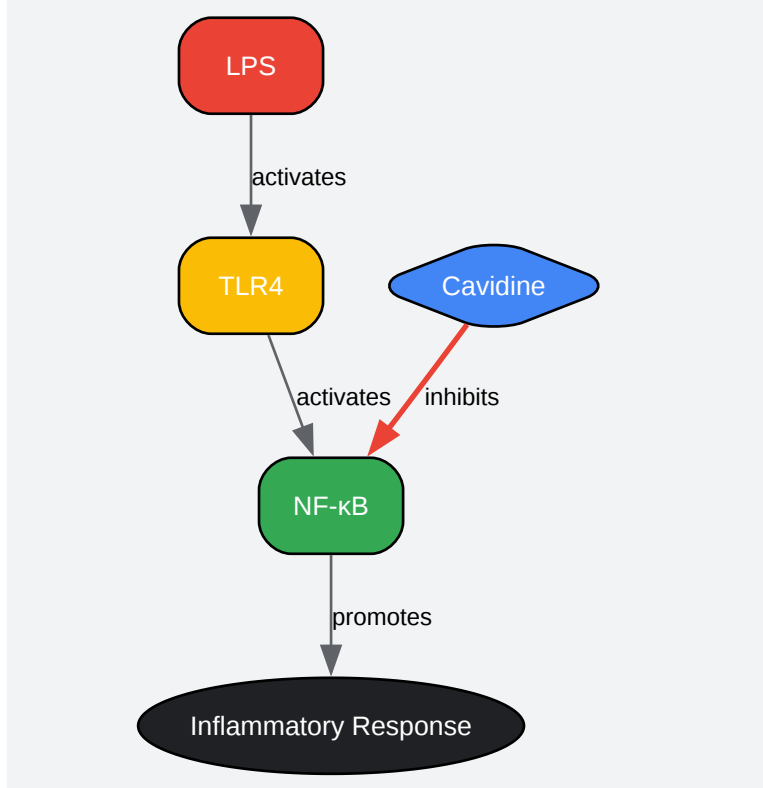 LPS
activates
TLR4
Cavidine
activates
inhibits
NF-κB
promotes
Inflammatory Response